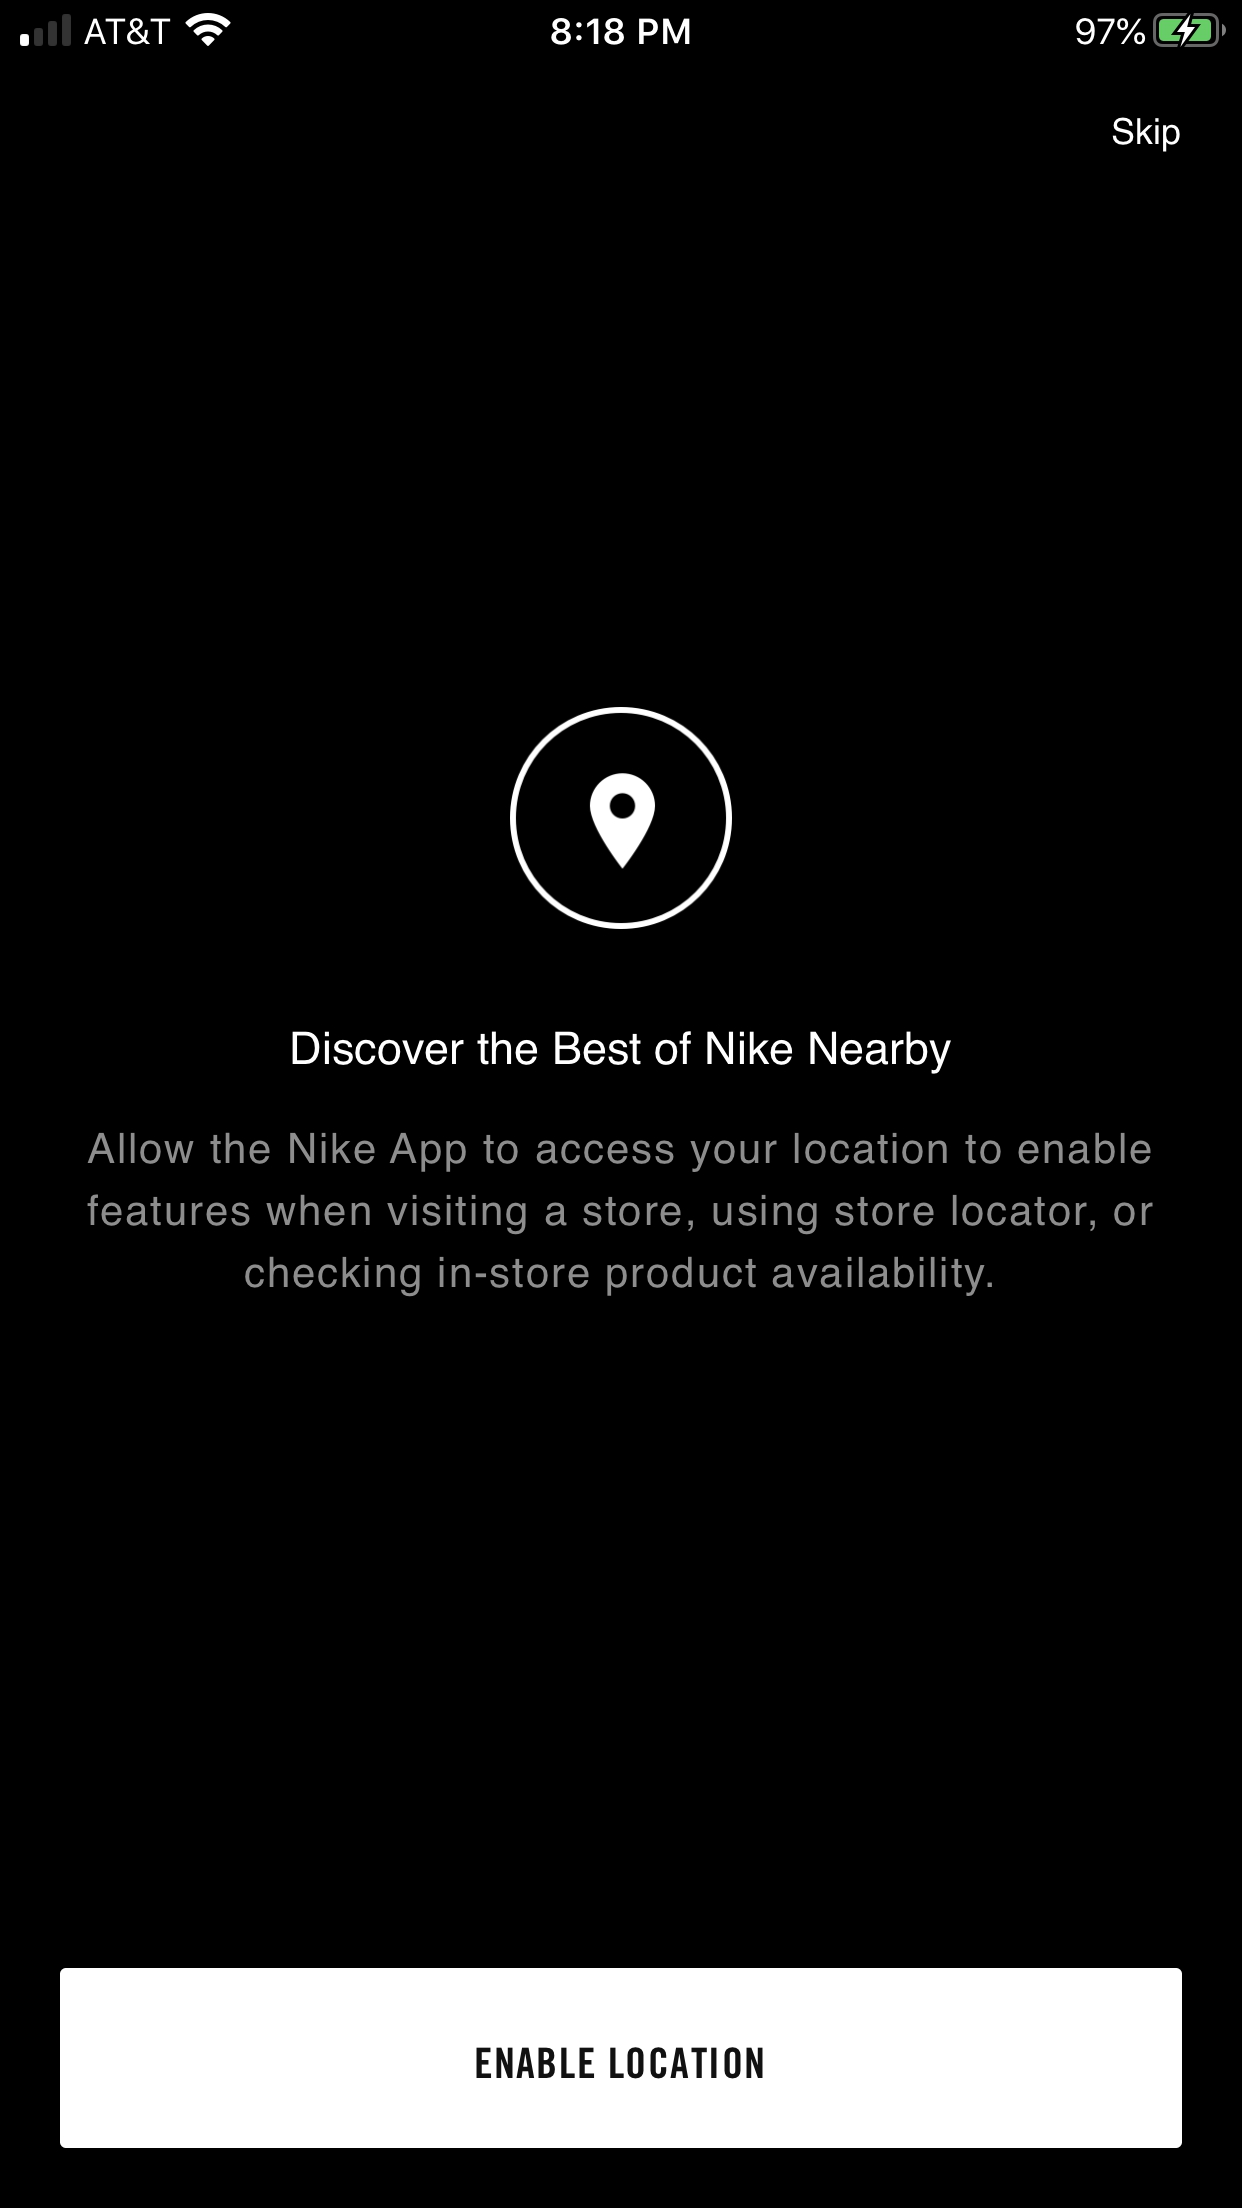 AT&T 8:18 PM 97%
Skip
Discover the Best of Nike Nearby
Allow the Nike App to access your location to enable
features when visiting a store, using store locator, or
checking in-store product availability.
ENABLE LOCATION